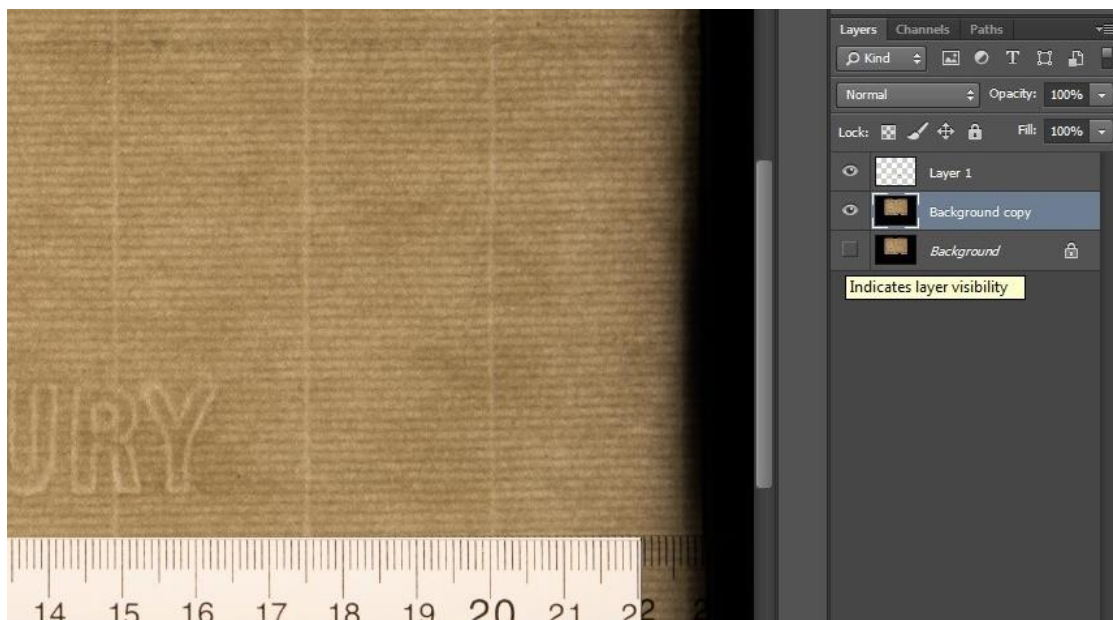 Layers Channels Paths
Kind
Normal Opacity: 100%
Lock: Fill: 100%
Layer 1
Background copy
Background
Indicates layer visibility
URY
14 15 16 17 18 19 20 21 22